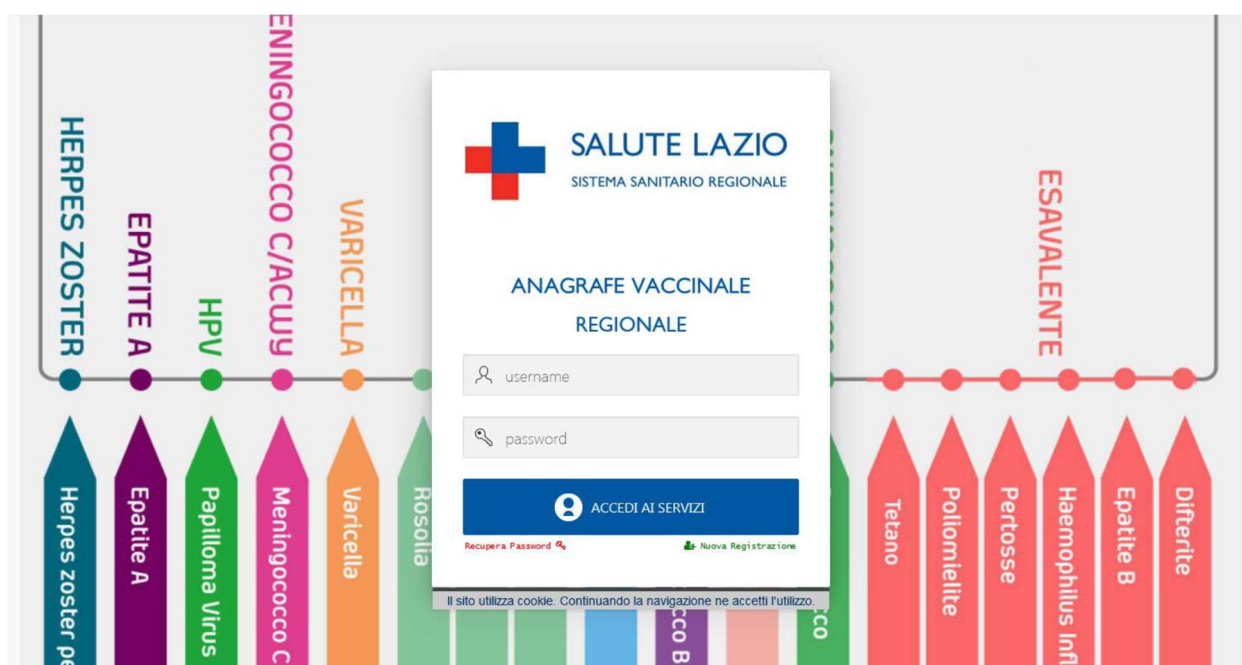 HERPES ZOSTER
EPATITE A
HPV
MENINGOCOCCO C/ACWY
VARICELLA
SALUTE LAZIO
SISTEMA SANITARIO REGIONALE
ANAGRAFE VACCINALE
REGIONALE
username
password
ACCEDI AI SERVIZI
Recupera Password
Nuova Registrazione
Il sito utilizza cookie. Continuando la navigazione ne accetti l'utilizzo.
ESAVALENTE
Herpes zoster
Epatite A
Papilloma Virus
Meningococco C
Varicella
Rosolia
Tetano
Poliomielite
Pertosse
Haemophilus
Epatite B
Difterite